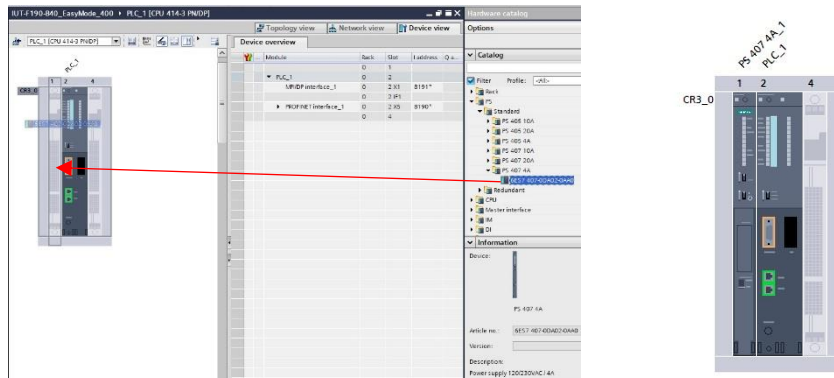 IUT-F190-B40_EasyMode_400 ▸ PLC_1 [CPU 414-3 PN/DP]
Topology view Network view Device view
PLC_1 [CPU 414-3 PN/DP]
Device overview
Module Rack Slot I address Q a...
0 1
PLC_1 0 2
MPI/DP interface_1 0 2 X1 8191*
0 2 IF1
PROFINET interface_1 0 2 X5 8190*
0 4
PLC_1
1 2 4
CR3_0
Hardware catalog
Options
Catalog
Filter Profile: <All>
Rack
PS
Standard
PS 405 10A
PS 405 20A
PS 405 4A
PS 407 10A
PS 407 20A
PS 407 4A
6ES7 407-0DA02-0AA0
Redundant
CPU
Master interface
IM
DI
Information
Device:
PS 407 4A
Article no.: 6ES7 407-0DA02-0AA0
Version:
Description:
Power supply 120/230VAC / 4A
PS 407 4A_1
PLC_1
1 2 4
CR3_0